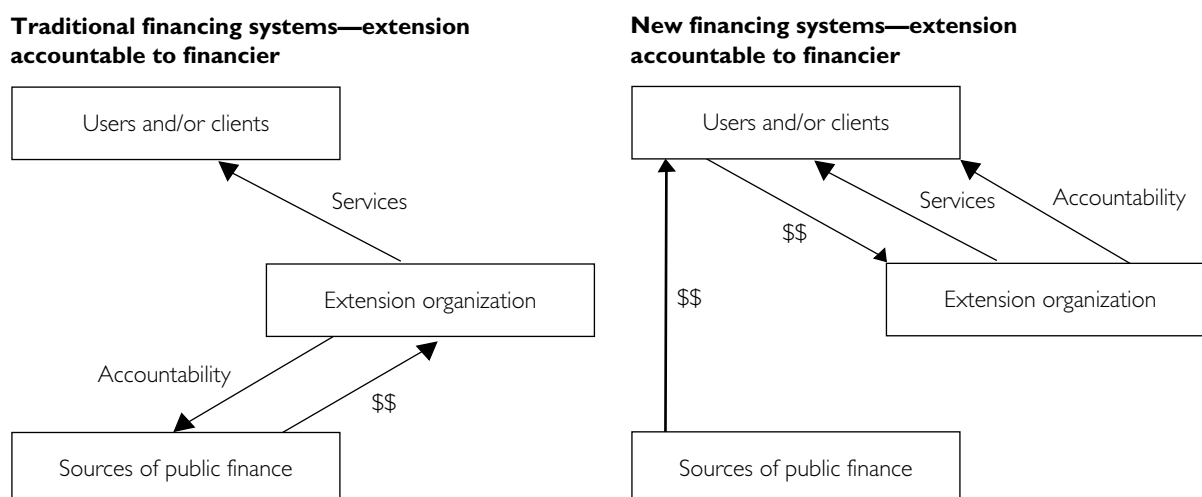 Traditional financing systems—extension
accountable to financier
Users and/or clients
Services
Extension organization
Accountability
$$
Sources of public finance
New financing systems—extension
accountable to financier
Users and/or clients
Services
Accountability
$$
Extension organization
$$
Sources of public finance